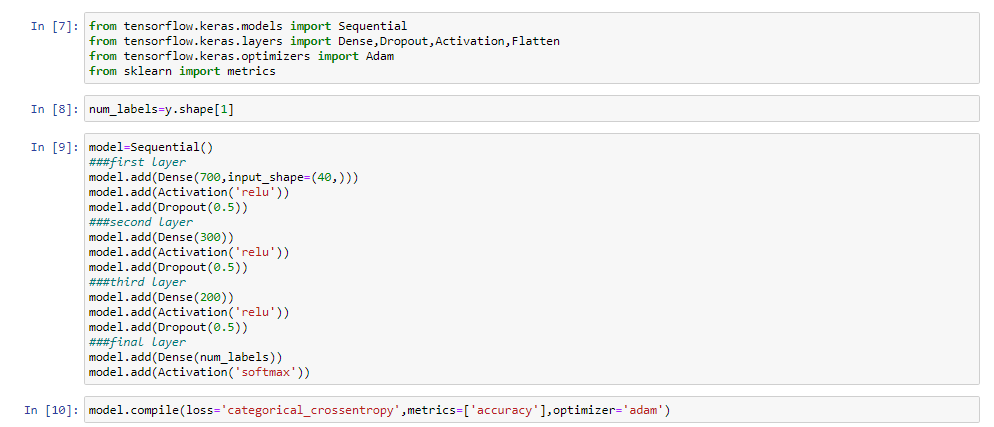 In [7]: from tensorflow.keras.models import Sequential
from tensorflow.keras.layers import Dense,Dropout,Activation,Flatten
from tensorflow.keras.optimizers import Adam
from sklearn import metrics
In [8]: num_labels=y.shape[1]
In [9]: model=Sequential()
###first layer
model.add(Dense(700,input_shape=(40,)))
model.add(Activation('relu'))
model.add(Dropout(0.5))
###second layer
model.add(Dense(300))
model.add(Activation('relu'))
model.add(Dropout(0.5))
###third layer
model.add(Dense(200))
model.add(Activation('relu'))
model.add(Dropout(0.5))
###final layer
model.add(Dense(num_labels))
model.add(Activation('softmax'))
In [10]: model.compile(loss='categorical_crossentropy',metrics=['accuracy'],optimizer='adam')